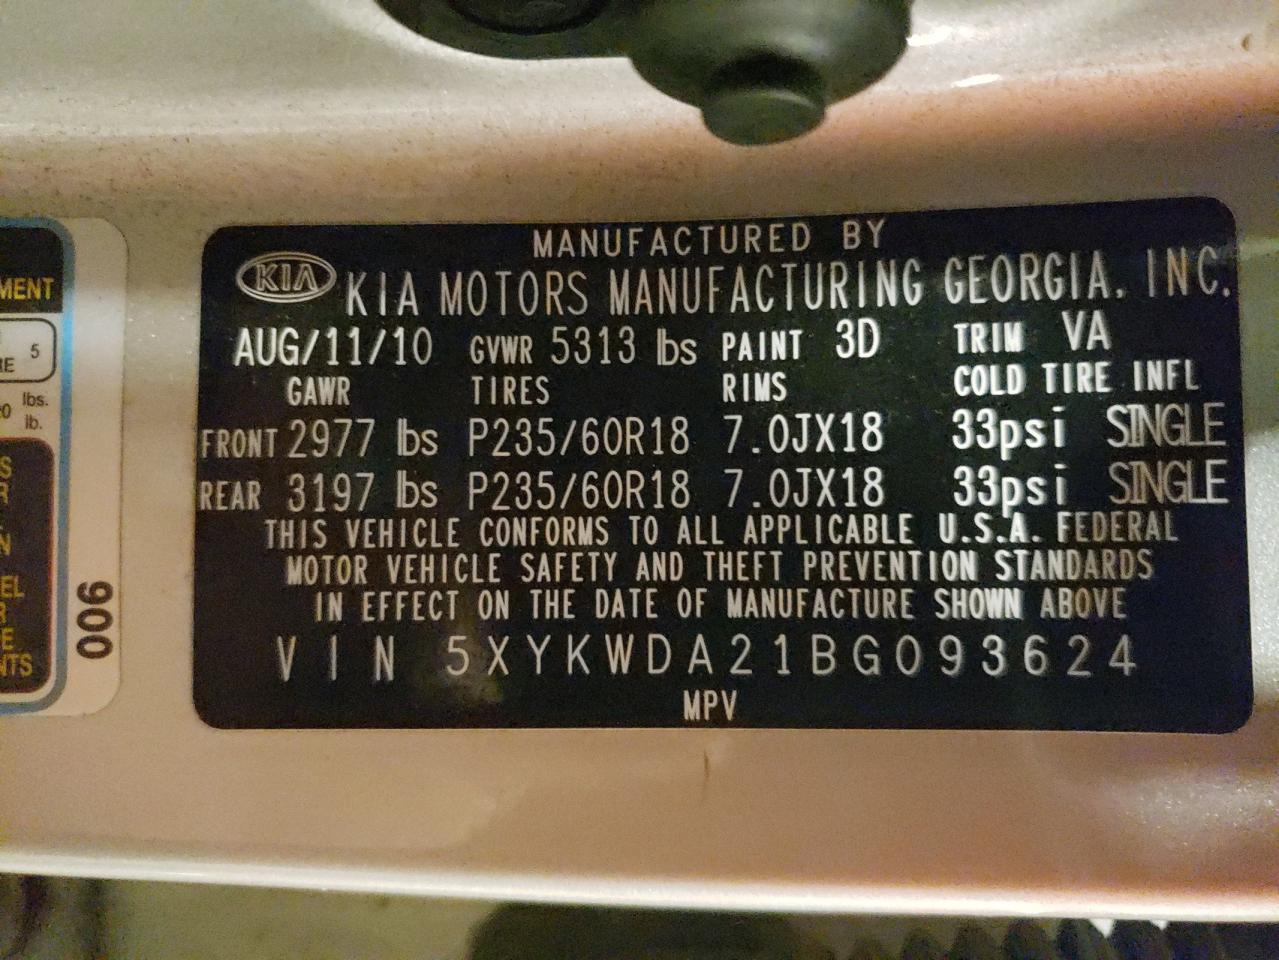 MANUFACTURED BY
KIA KIA MOTORS MANUFACTURING GEORGIA, INC.
AUG/11/10 GVWR 5313 lbs PAINT 3D TRIM VA
GAWR TIRES RIMS COLD TIRE INFL
FRONT 2977 lbs P235/60R18 7.0JX18 33psi SINGLE
REAR 3197 lbs P235/60R18 7.0JX18 33psi SINGLE
THIS VEHICLE CONFORMS TO ALL APPLICABLE U.S.A. FEDERAL
MOTOR VEHICLE SAFETY AND THEFT PREVENTION STANDARDS
IN EFFECT ON THE DATE OF MANUFACTURE SHOWN ABOVE
VIN 5XYKWDA21BG093624
MPV
5
lbs.
lb.
006